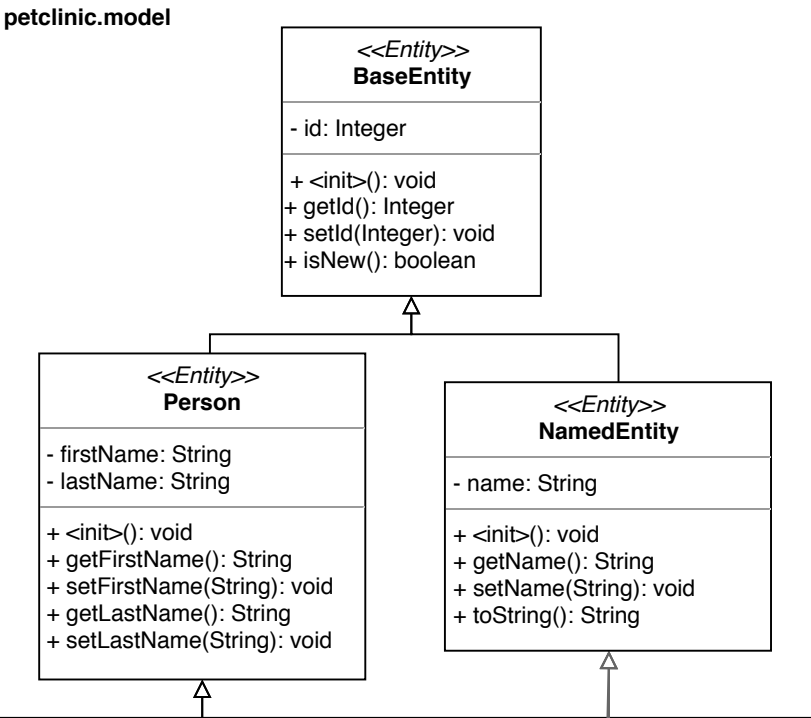 petclinic.model
<<Entity>>
BaseEntity
- id: Integer
+ <init>(): void
+ getId(): Integer
+ setId(Integer): void
+ isNew(): boolean
<<Entity>>
Person
- firstName: String
- lastName: String
+ <init>(): void
+ getFirstName(): String
+ setFirstName(String): void
+ getLastName(): String
+ setLastName(String): void
<<Entity>>
NamedEntity
- name: String
+ <init>(): void
+ getName(): String
+ setName(String): void
+ toString(): String